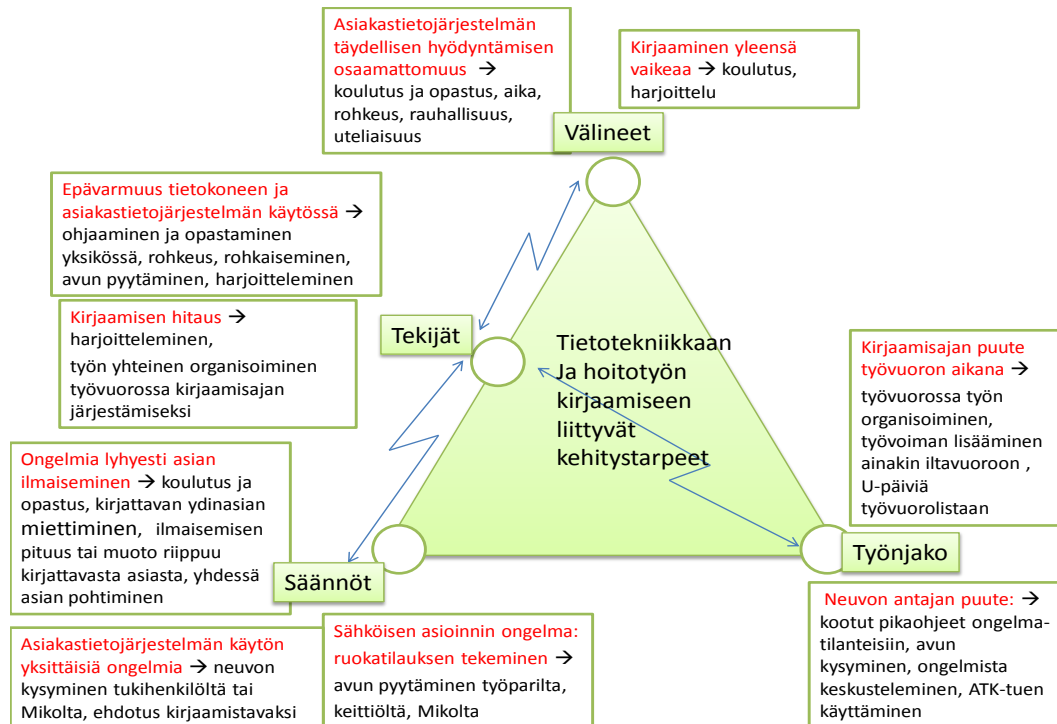 Asiakastietojärjestelmän
täydellisen hyödyntämisen
osaamattomuus →
koulutus ja opastus, aika,
rohkeus, rauhallisuus,
uteliaisuus
Kirjaaminen yleensä
vaikeaa → koulutus,
harjoittelu
Välineet
Epävarmuus tietokoneen ja
asiakastietojärjestelmän käytössä →
ohjaaminen ja opastaminen
yksikössä, rohkeus, rohkaiseminen,
avun pyytäminen, harjoitteleminen
Kirjaamisen hitaus →
harjoitteleminen,
työn yhteinen organisoiminen
työvuorossa kirjaamisajan
järjestämiseksi
Tekijät
Tietotekniikkaan
Ja hoitotyön
kirjaamiseen
liittyvät
kehitystarpeet
Kirjaamisajan puute
työvuoron aikana →
työvuorossa työn
organisoiminen,
työvoiman lisääminen
ainakin iltavuoroon ,
U-päiviä
työvuorolistaan
Ongelmia lyhyesti asian
ilmaiseminen → koulutus ja
opastus, kirjattavan ydinasian
miettiminen, ilmaisemisen
pituus tai muoto riippuu
kirjattavasta asiasta, yhdessä
asian pohtiminen
Säännöt
Työnjako
Asiakastietojärjestelmän käytön
yksittäisiä ongelmia → neuvon
kysyminen tukihenkilöltä tai
Mikolta, ehdotus kirjaamistavaksi
Sähköisen asioinnin ongelma:
ruokatilauksen tekeminen →
avun pyytäminen työparilta,
keittiöltä, Mikolta
Neuvon antajan puute: →
kootut pikaohjeet ongelma-
tilanteisiin, avun
kysyminen, ongelmista
keskusteleminen, ATK-tuen
käyttäminen